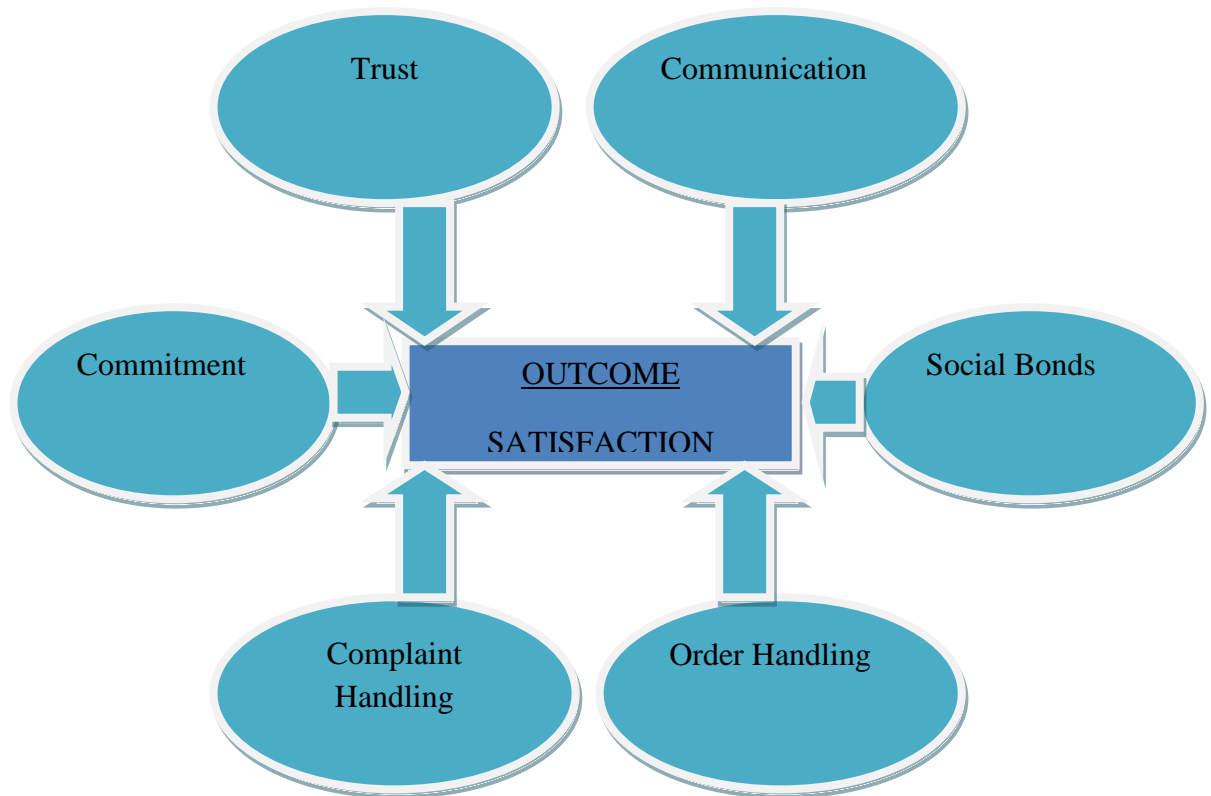 Trust
Communication
Commitment
OUTCOME
SATISFACTION
Social Bonds
Complaint
Handling
Order Handling